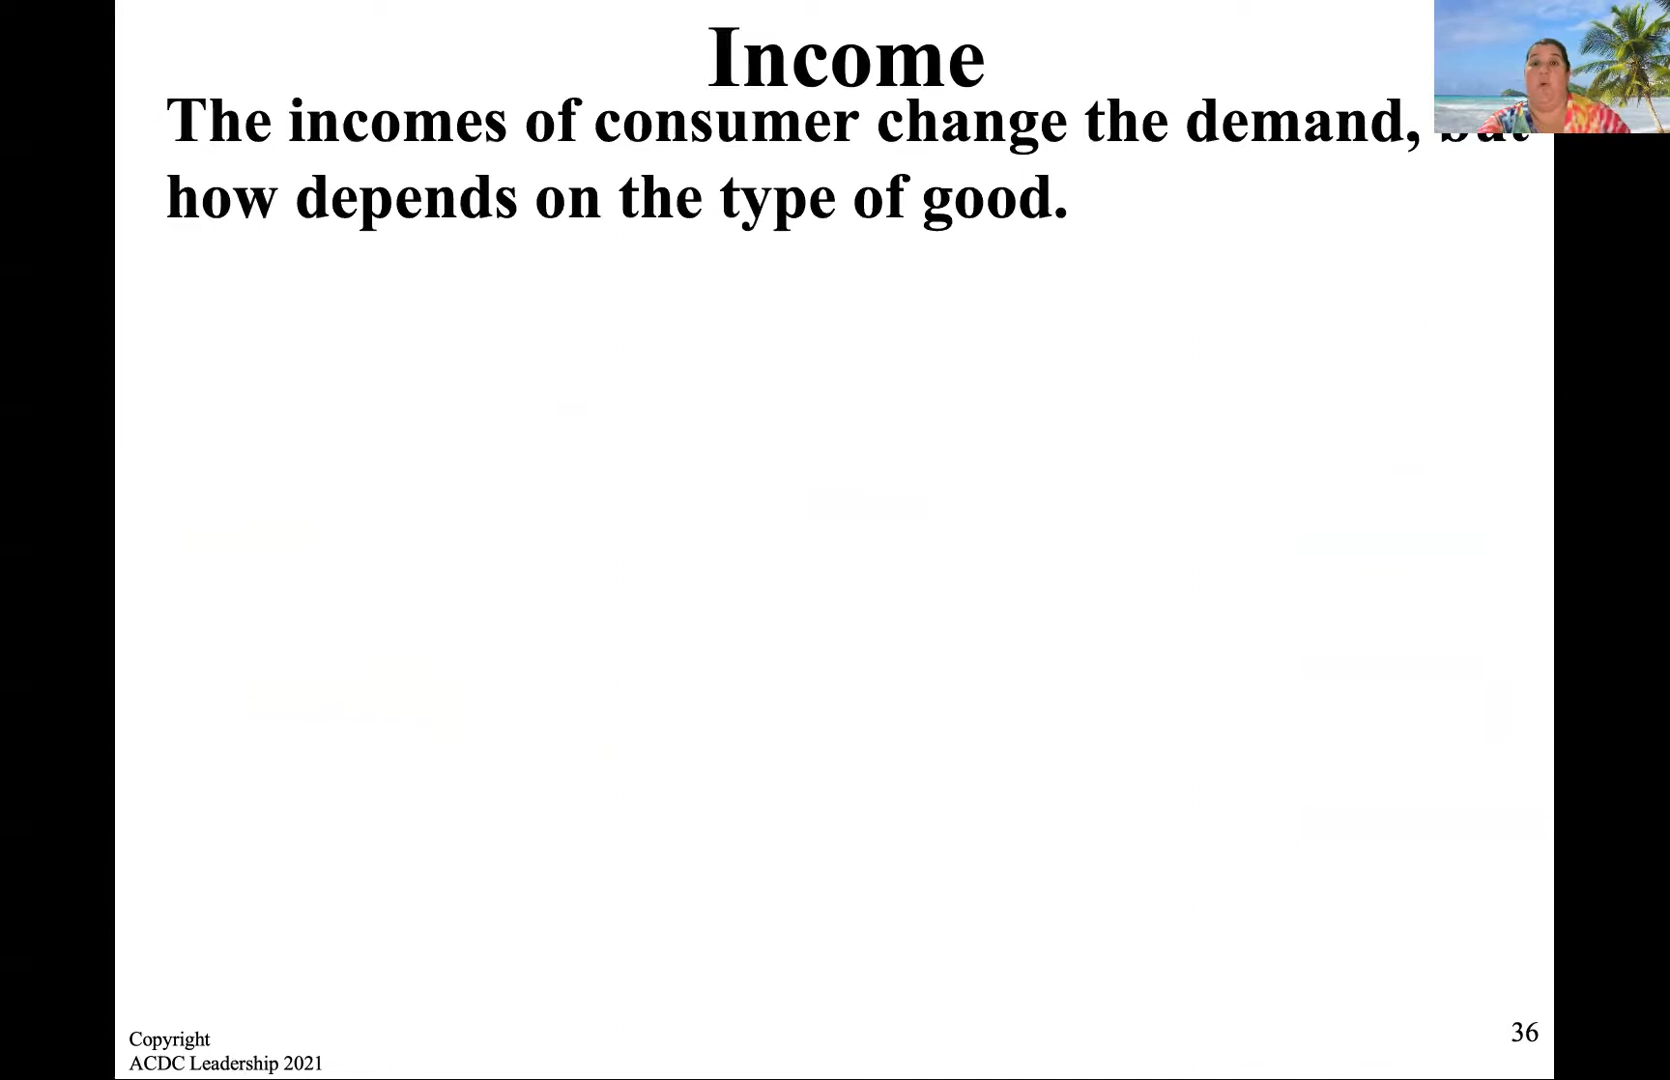 Income
The incomes of consumer change the demand, but
how depends on the type of good.
Copyright
ACDC Leadership 2021
36